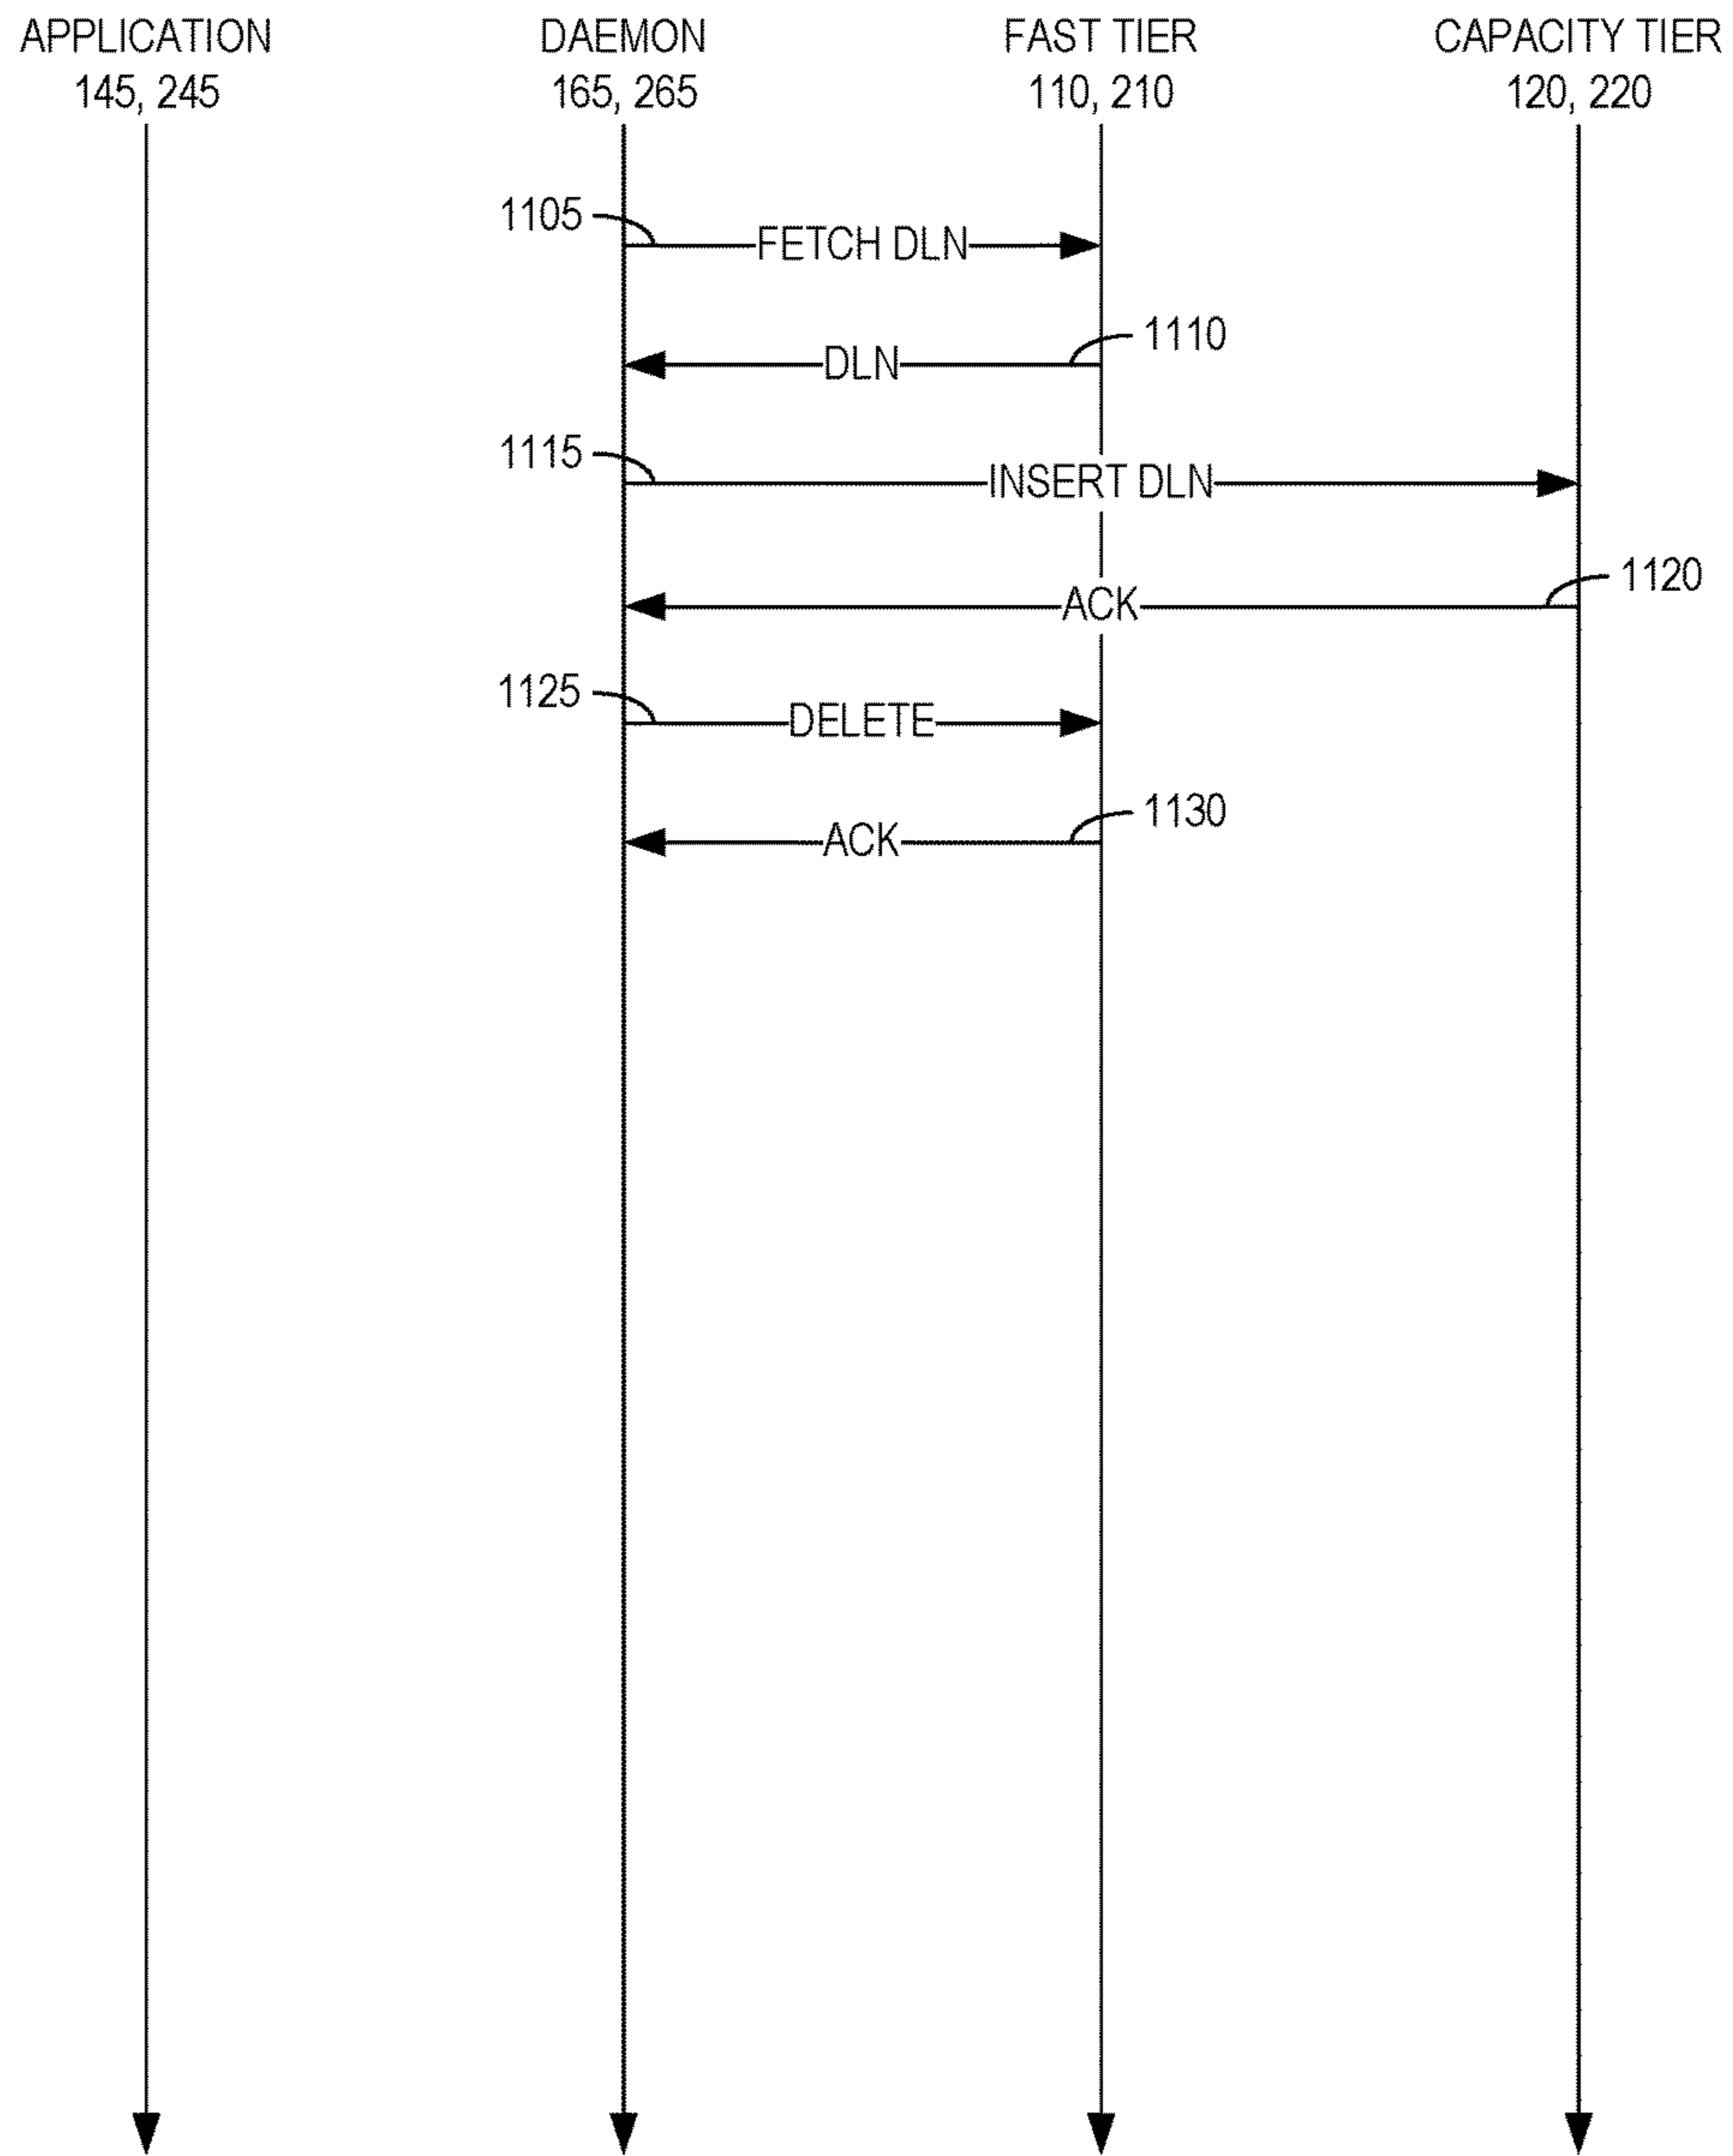 APPLICATION
145, 245
DAEMON
165, 265
FAST TIER
110, 210
CAPACITY TIER
120, 220
1105
FETCH DLN
1110
DLN
1115
INSERT DLN
1120
ACK
1125
DELETE
1130
ACK